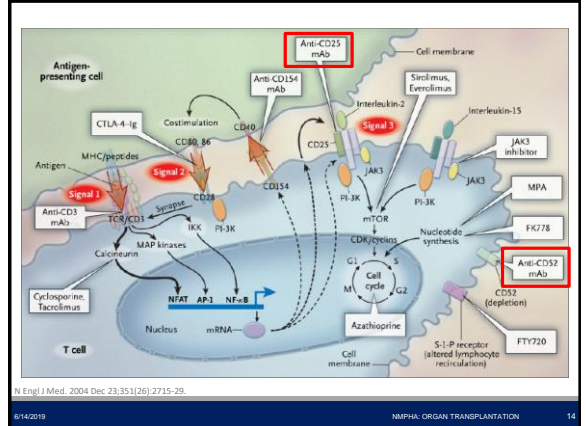 Anti-CD25
mAb
Cell membrane
Antigen-
presenting cell
Anti-CD154
mAb
Sirolimus,
Everolimus
Interleukin-2
Interleukin-15
Costimulation
CTLA-4–Ig
CD80, 86
CD40
CD25
Signal 3
JAK3
inhibitor
MHC/peptides
Signal 2
Antigen
JAK3
JAK3
Signal 1
CD154
PI-3K
PI-3K
MPA
Anti-CD3
mAb
Synapse
CD28
TCR/CD3
PI-3K
mTOR
IKK
Nucleotide
synthesis
FK778
MAP kinases
CDK/cyclins
Calcineurin
Anti-CD52
mAb
G1
S
Cell
cycle
M
G2
CD52
(depletion)
Cyclosporine,
Tacrolimus
NFAT
AP-1
NF-κB
Azathioprine
Nucleus
mRNA
FTY720
S-1-P receptor
(altered lymphocyte
recirculation)
T cell
Cell
membrane
N Engl J Med. 2004 Dec 23;351(26):2715-29.
6/14/2019
NMPHA: ORGAN TRANSPLANTATION
14